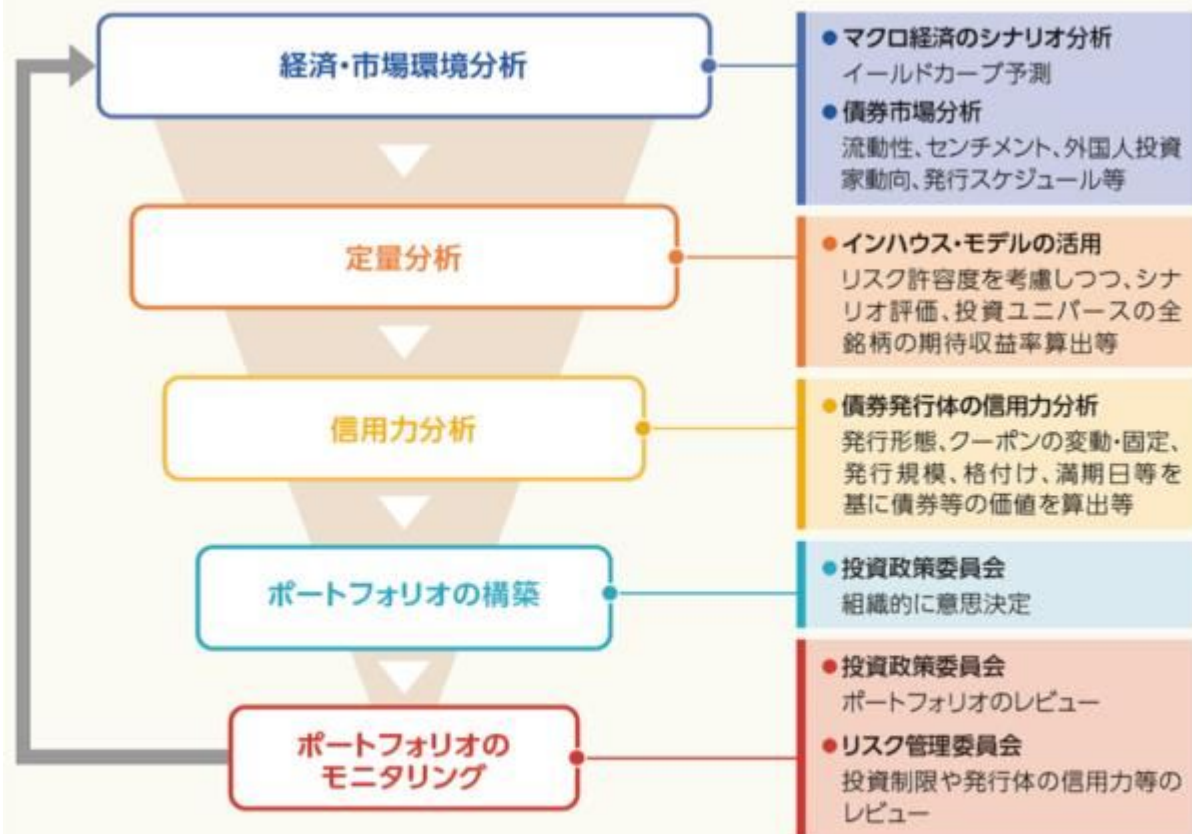 経済・市場環境分析
●マクロ経済のシナリオ分析
イールドカーブ予測
●債券市場分析
流動性、センチメント、外国人投資
家動向、発行スケジュール等
定量分析
●インハウス・モデルの活用
リスク許容度を考慮しつつ、シナ
リオ評価、投資ユニバースの全
銘柄の期待収益率算出等
信用力分析
●債券発行体の信用力分析
発行形態、クーポンの変動・固定、
発行規模、格付け、満期日等を
基に債券等の価値を算出等
ポートフォリオの構築
●投資政策委員会
組織的に意思決定
ポートフォリオの
モニタリング
●投資政策委員会
ポートフォリオのレビュー
●リスク管理委員会
投資制限や発行体の信用力等の
レビュー